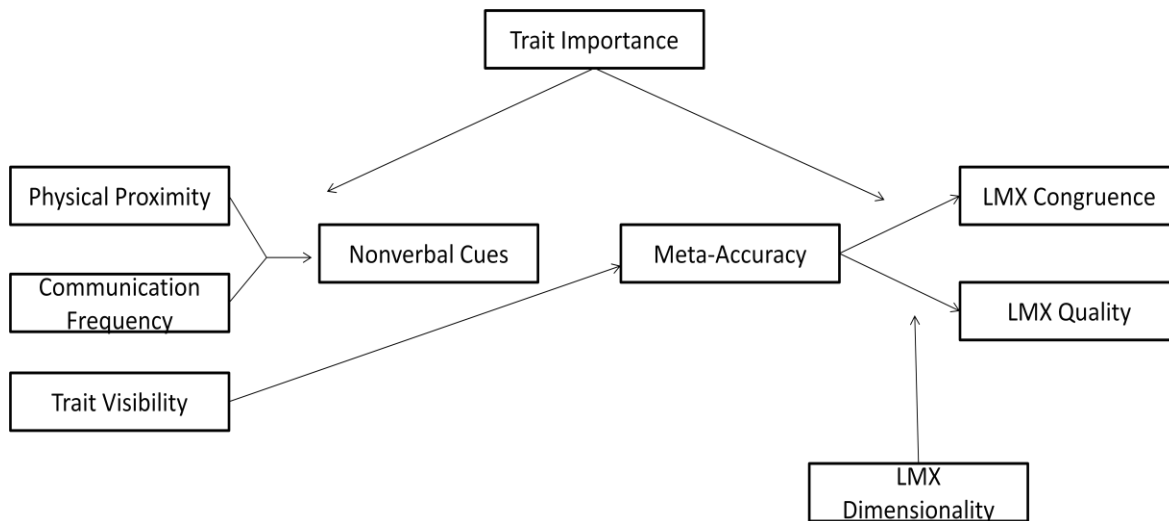 Trait Importance
Physical Proximity
LMX Congruence
Nonverbal Cues
Meta-Accuracy
Communication
Frequency
LMX Quality
Trait Visibility
LMX
Dimensionality